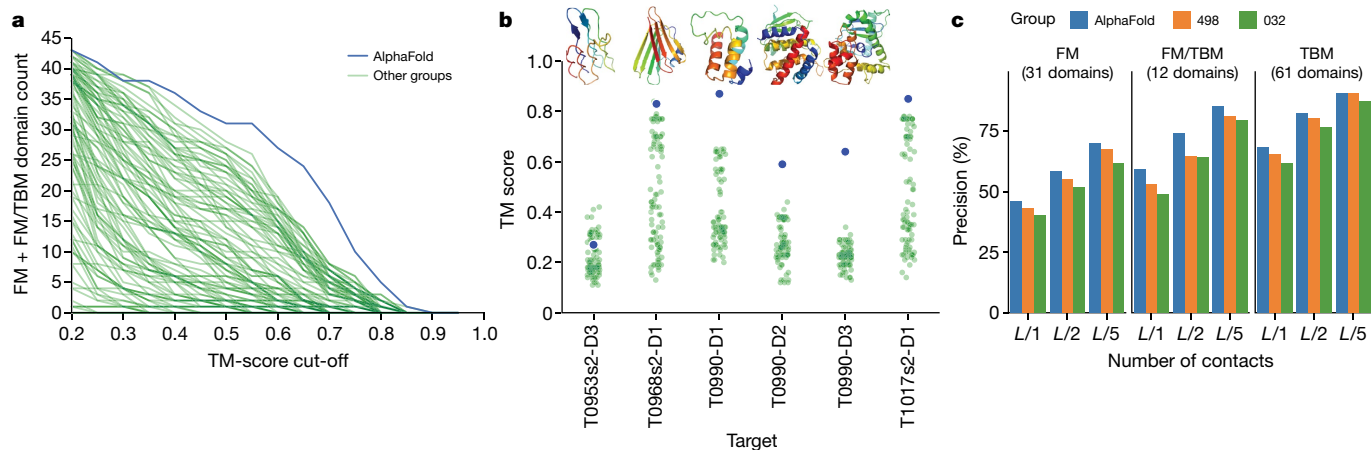 a
FM + FM/TBM domain count
45
40
35
30
25
20
15
10
5
0
0.2 0.3 0.4 0.5 0.6 0.7 0.8 0.9 1.0
TM-score cut-off
AlphaFold
Other groups
b
TM score
1.0
0.8
0.6
0.4
0.2
0
T0953s2-D3
T0968s2-D1
T0990-D1
T0990-D2
T0990-D3
T1017s2-D1
Target
c
Group AlphaFold 498 032
FM FM/TBM TBM
(31 domains) (12 domains) (61 domains)
Precision (%)
75
50
25
0
L/1 L/2 L/5 L/1 L/2 L/5 L/1 L/2 L/5
Number of contacts